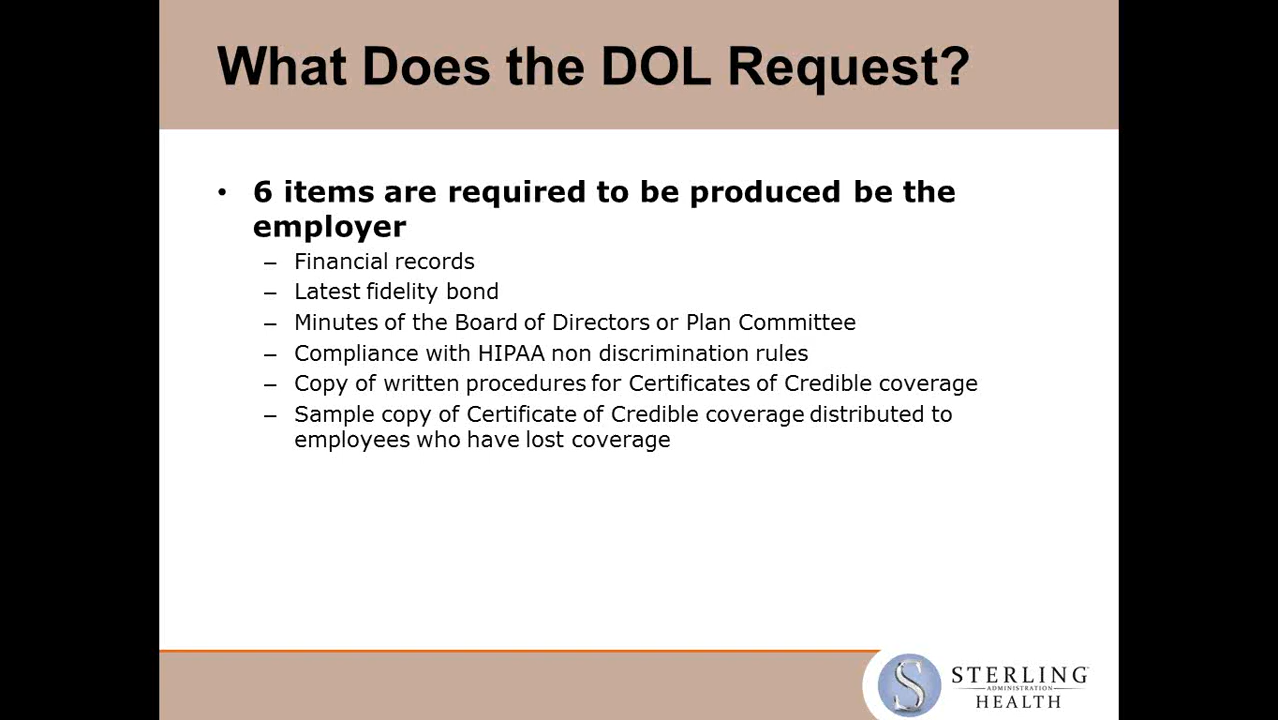 What Does the DOL Request?
• 6 items are required to be produced be the
employer
– Financial records
– Latest fidelity bond
– Minutes of the Board of Directors or Plan Committee
– Compliance with HIPAA non discrimination rules
– Copy of written procedures for Certificates of Credible coverage
– Sample copy of Certificate of Credible coverage distributed to
employees who have lost coverage
S
STERLING
ADMINISTRATION
HEALTH